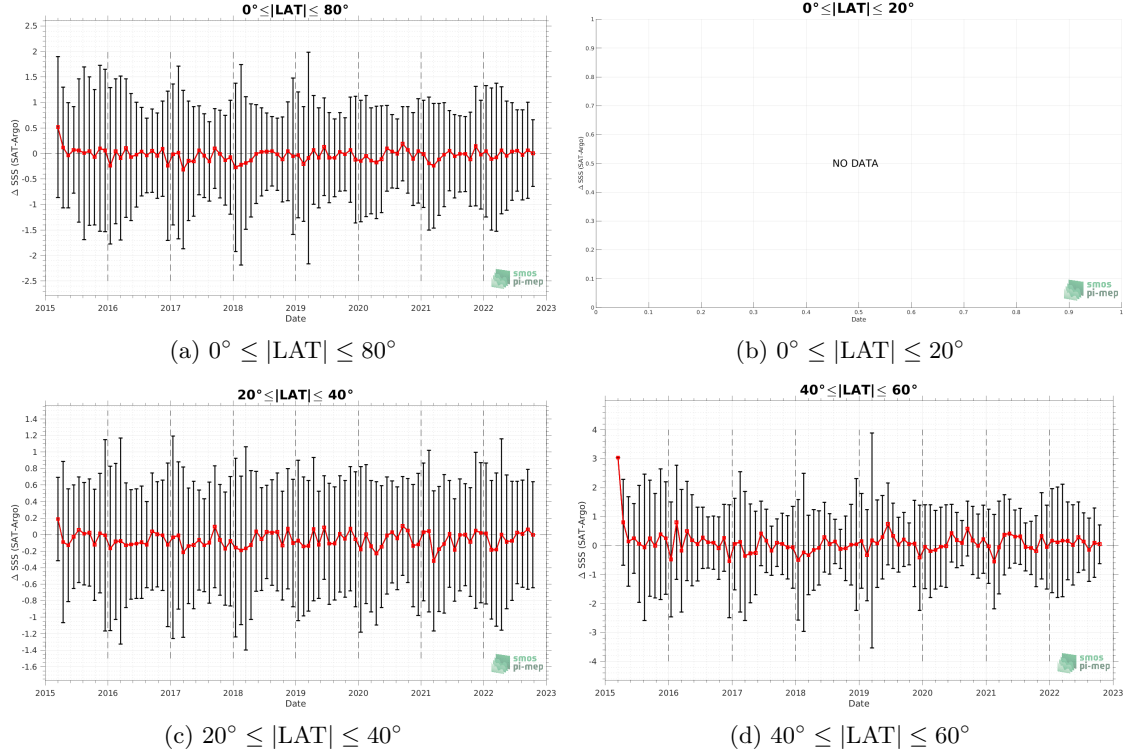 0°≤|LAT|≤ 80°
2.5
2
1.5
1
0.5
0
-0.5
-1
-1.5
-2
-2.5
Δ SSS (SAT-Argo)
2015 2016 2017 2018 2019 2020 2021 2022 2023
Date
smos
pi-mep
(a) 0° ≤ |LAT| ≤ 80°
0°≤|LAT|≤ 20°
1
0.9
0.8
0.7
0.6
0.5
0.4
0.3
0.2
0.1
0
Δ SSS (SAT-Argo)
NO DATA
0 0.1 0.2 0.3 0.4 0.5 0.6 0.7 0.8 0.9 1
Date
smos
pi-mep
(b) 0° ≤ |LAT| ≤ 20°
20°≤|LAT|≤ 40°
1.4
1.2
1
0.8
0.6
0.4
0.2
0
-0.2
-0.4
-0.6
-0.8
-1
-1.2
-1.4
-1.6
Δ SSS (SAT-Argo)
2015 2016 2017 2018 2019 2020 2021 2022 2023
Date
smos
pi-mep
(c) 20° ≤ |LAT| ≤ 40°
40°≤|LAT|≤ 60°
4
3
2
1
0
-1
-2
-3
-4
Δ SSS (SAT-Argo)
2015 2016 2017 2018 2019 2020 2021 2022 2023
Date
smos
pi-mep
(d) 40° ≤ |LAT| ≤ 60°